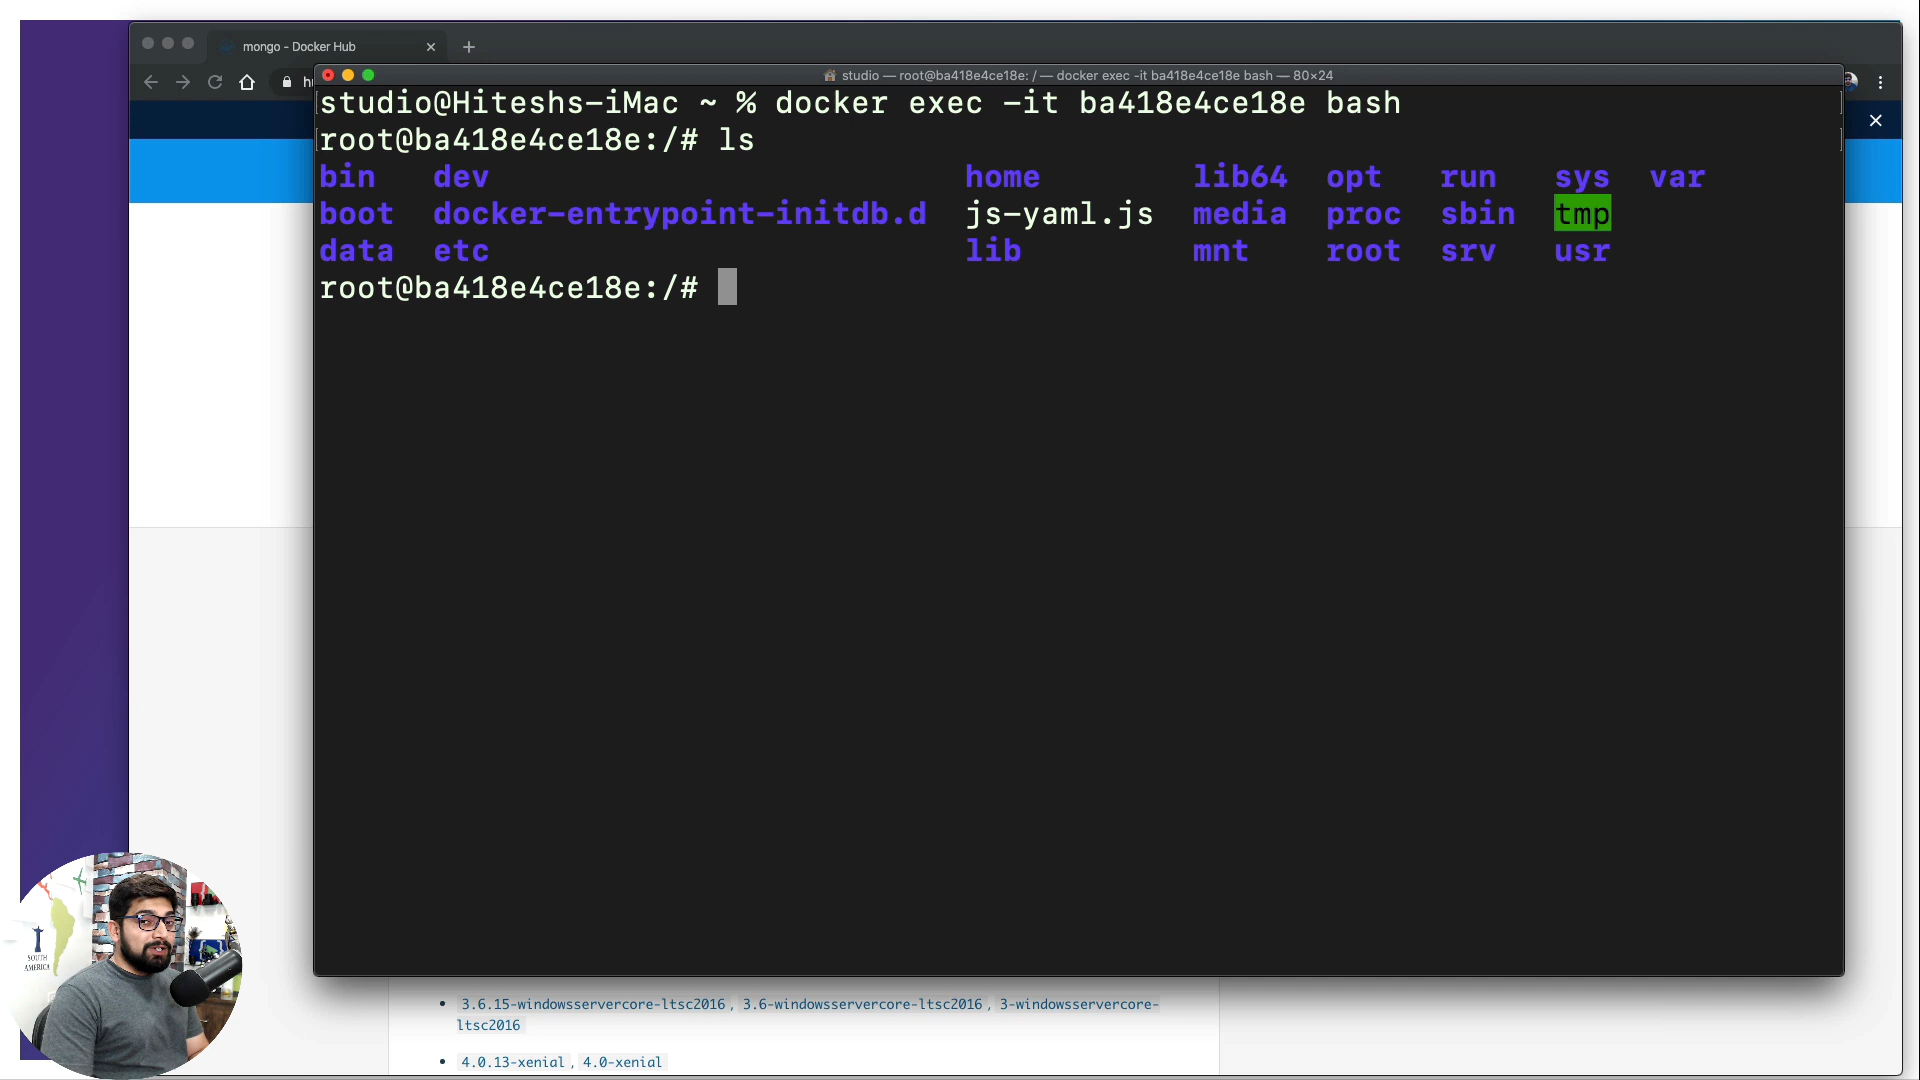 mongo - Docker Hub
studio — root@ba418e4ce18e: / — docker exec -it ba418e4ce18e bash — 80×24
studio@Hiteshs-iMac ~ % docker exec -it ba418e4ce18e bash
root@ba418e4ce18e:/# ls
bin dev home lib64 opt run sys var
boot docker-entrypoint-initdb.d js-yaml.js media proc sbin tmp
data etc lib mnt root srv usr
root@ba418e4ce18e:/#
SOUTH
AMERICA
3.6.15-windowsservercore-ltsc2016, 3.6-windowsservercore-ltsc2016, 3-windowsservercore-
ltsc2016
4.0.13-xenial, 4.0-xenial